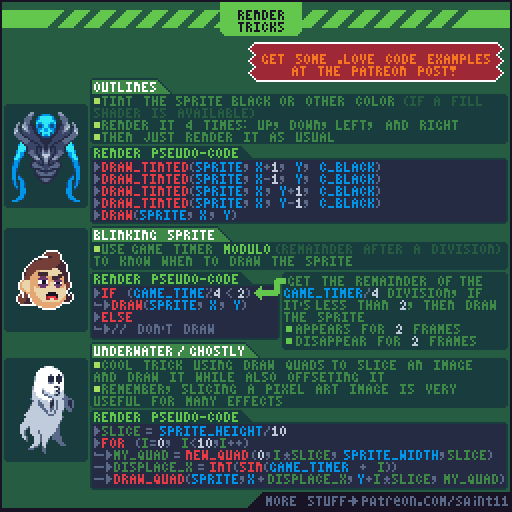 RENDER
TRICKS
GET SOME .LOVE CODE EXAMPLES
AT THE PATREON POST!
OUTLINES
TINT THE SPRITE BLACK OR OTHER COLOR (IF A FILL
SHADER IS AVAILABLE)
RENDER IT 4 TIMES: UP, DOWN, LEFT, AND RIGHT
THEN JUST RENDER IT AS USUAL
RENDER PSEUDO-CODE
DRAW_TINTED(SPRITE, X+1, Y, C_BLACK)
DRAW_TINTED(SPRITE, X-1, Y, C_BLACK)
DRAW_TINTED(SPRITE, X, Y+1, C_BLACK)
DRAW_TINTED(SPRITE, X, Y-1, C_BLACK)
DRAW(SPRITE, X, Y)
BLINKING SPRITE
USE GAME TIMER MODULO (REMAINDER AFTER A DIVISION)
TO KNOW WHEN TO DRAW THE SPRITE
RENDER PSEUDO-CODE
IF (GAME_TIME%4 < 2)
DRAW(SPRITE, X, Y)
ELSE
// DON'T DRAW
GET THE REMAINDER OF THE
GAME_TIMER/4 DIVISION, IF
IT'S LESS THAN 2, THEN DRAW
THE SPRITE
APPEARS FOR 2 FRAMES
DISAPPEAR FOR 2 FRAMES
UNDERWATER / GHOSTLY
COOL TRICK USING DRAW QUADS TO SLICE AN IMAGE
AND DRAW IT WHILE ALSO OFFSETING IT
REMEMBER, SLICING A PIXEL ART IMAGE IS VERY
USEFUL FOR MANY EFFECTS
RENDER PSEUDO-CODE
SLICE = SPRITE_HEIGHT/10
FOR (I=0, I<10,I++)
MY_QUAD = NEW_QUAD(0,I*SLICE, SPRITE_WIDTH,SLICE)
DISPLACE_X = INT(SIN(GAME_TIMER + I))
DRAW_QUAD(SPRITE,X+DISPLACE_X, Y+I*SLICE, MY_QUAD)
MORE STUFF→PATREON.COM/SAINT11